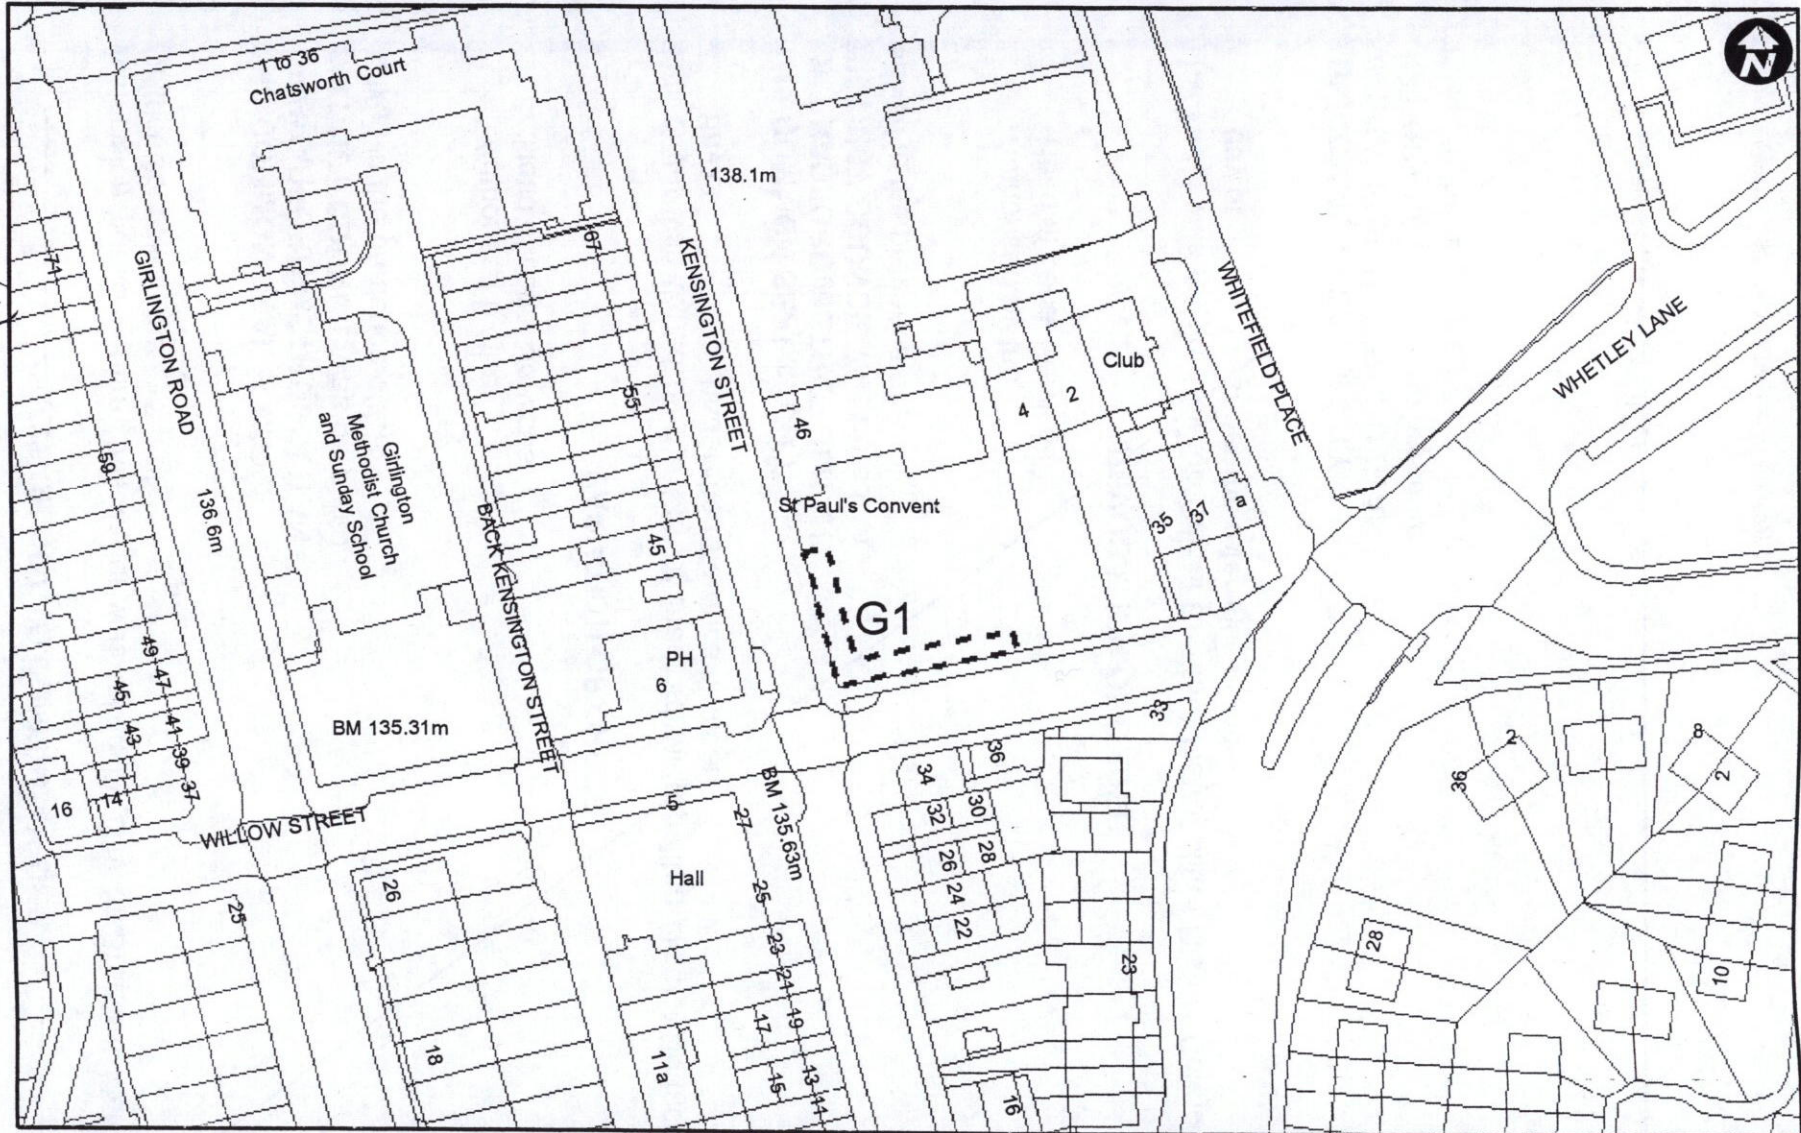 1 to 36
Chatsworth Court
N
138.1m
71
GIRLINGTON ROAD
67
KENSINGTON STREET
WHITEFIELD PLACE
WHETLEY LANE
Club
2
4
55
46
59
136.6m
Girlington
Methodist Church
and Sunday School
BACK KENSINGTON STREET
St Paul's Convent
35
37
a
45
G1
PH
6
49
47
45
43
41
39
37
BM 135.31m
33
36
34
32
30
28
26
24
22
2
36
8
2
16
14
WILLOW STREET
5
27
BM 135.63m
Hall
25
26
25
23
21
19
17
15
13
11
18
11a
23
16
28
10